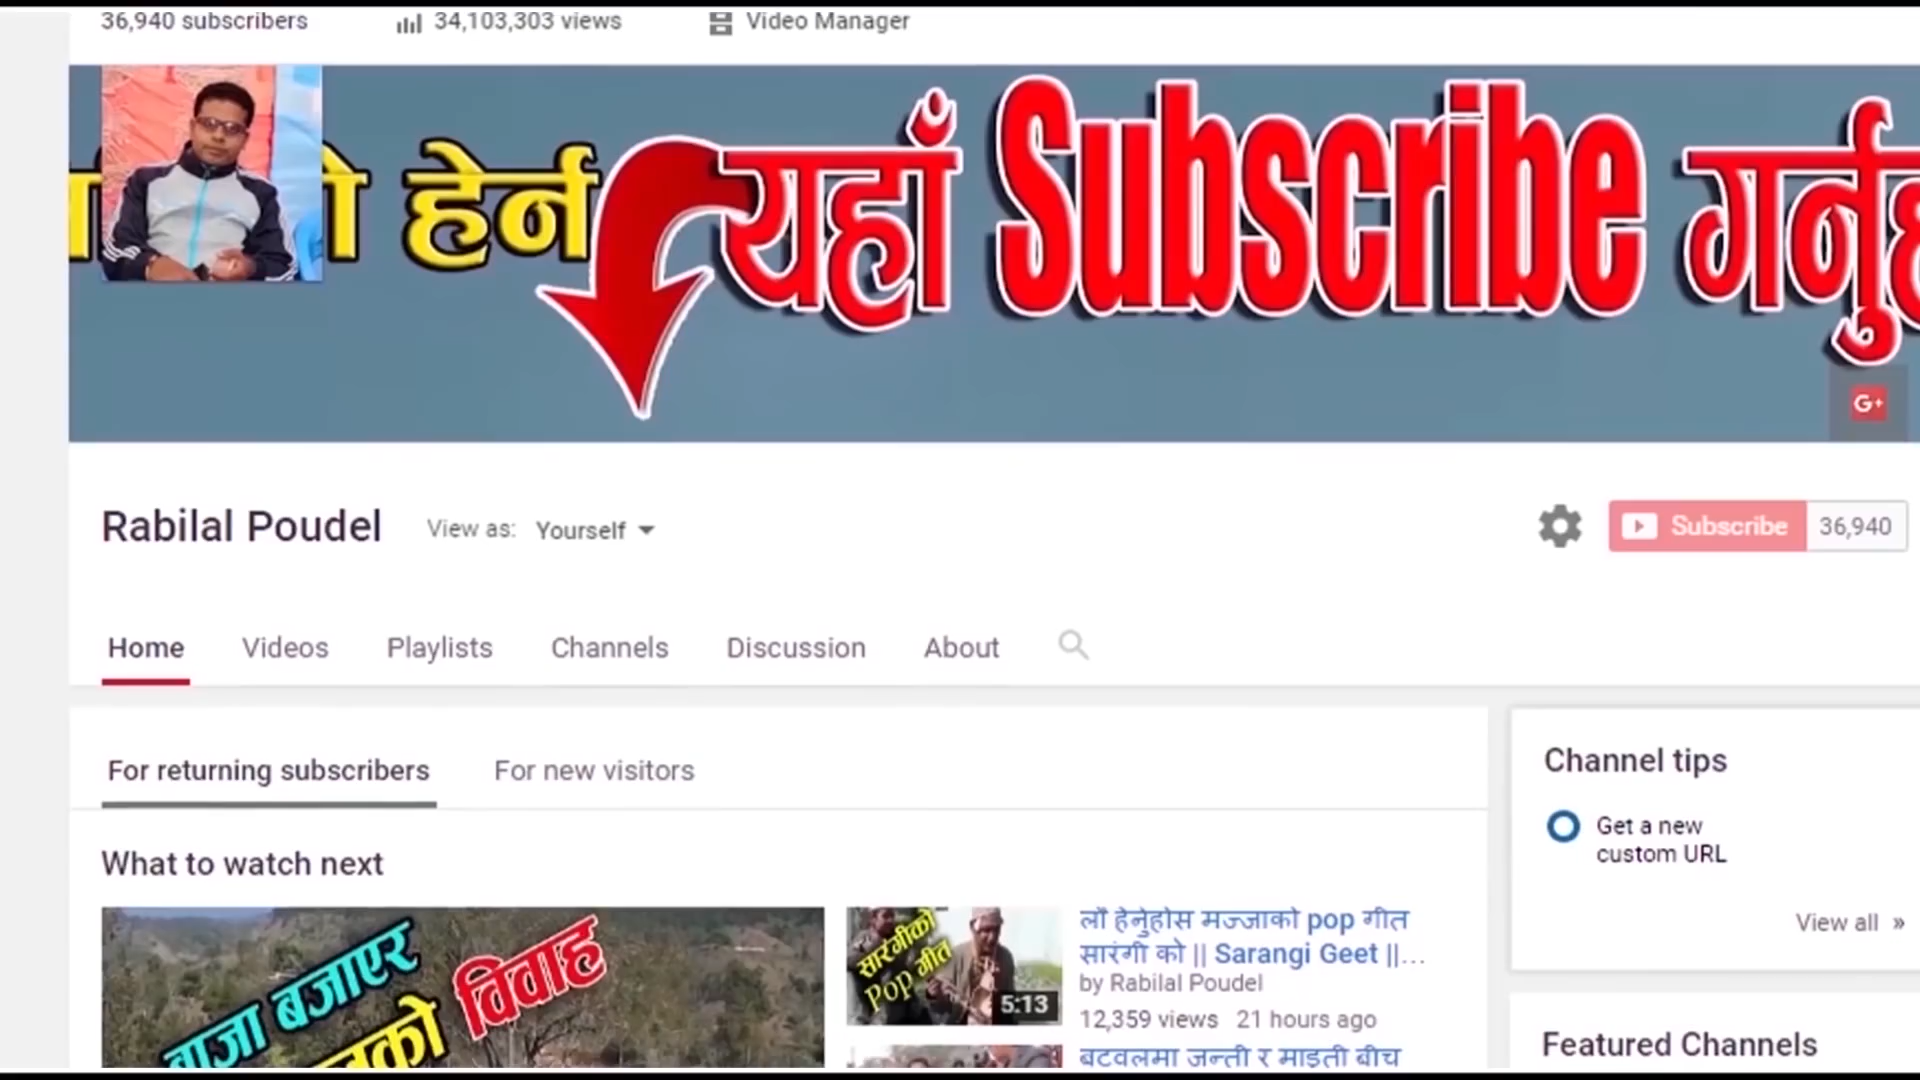 36,940 subscribers 34,103,303 views Video Manager
हेर्न यहाँ Subscribe
G+
Rabilal Poudel View as: Yourself
Subscribe 36,940
Home Videos Playlists Channels Discussion About
For returning subscribers For new visitors
What to watch next
बाजा बजाएर
विवाह
सारंगीको
Pop गीत
5:13
लौ हेर्नुहोस मज्जाको pop गीत
सारंगी को || Sarangi Geet ||...
by Rabilal Poudel
12,359 views 21 hours ago
बुटवलमा जन्ती र माइती बीच
Channel tips
Get a new
custom URL
View all »
Featured Channels